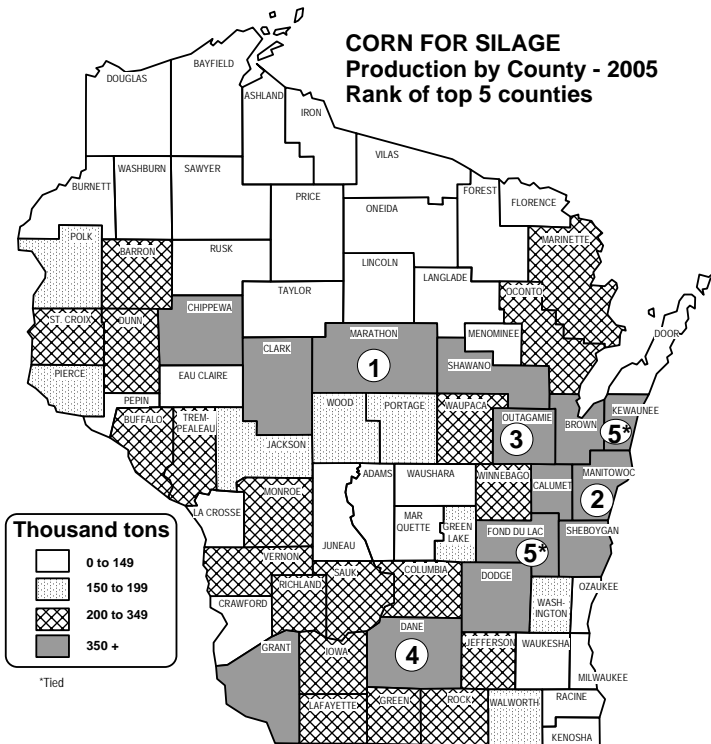 CORN FOR SILAGE
Production by County - 2005
Rank of top 5 counties
DOUGLAS
BAYFIELD
ASHLAND
IRON
VILAS
BURNETT
WASHBURN
SAWYER
PRICE
ONEIDA
FOREST
FLORENCE
POLK
BARRON
RUSK
LINCOLN
LANGLADE
MARINETTE
TAYLOR
OCONTO
CHIPPEWA
ST. CROIX
DUNN
MARATHON
MENOMINEE
DOOR
CLARK
1
SHAWANO
PIERCE
EAU CLAIRE
PEPIN
BUFFALO
TREM-
PEALEAU
JACKSON
WOOD
PORTAGE
WAUPACA
OUTAGAMIE
3
BROWN
KEWAUNEE
5*
ADAMS
WAUSHARA
WINNEBAGO
CALUMET
MANITOWOC
2
MONROE
LA CROSSE
JUNEAU
MAR
QUETTE
GREEN
LAKE
FOND DU LAC
5*
SHEBOYGAN
VERNON
RICHLAND
SAUK
COLUMBIA
DODGE
WASH-
INGTON
OZAUKEE
CRAWFORD
GRANT
IOWA
DANE
4
JEFFERSON
WAUKESHA
MILWAUKEE
LAFAYETTE
GREEN
ROCK
WALWORTH
RACINE
KENOSHA
Thousand tons
0 to 149
150 to 199
200 to 349
350 +
*Tied